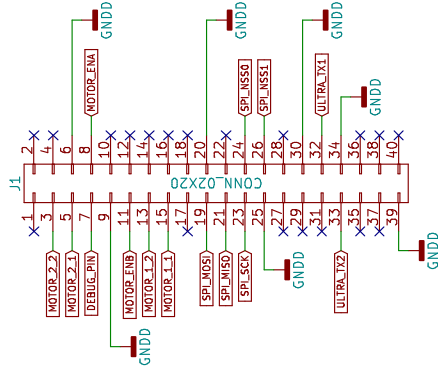 GNDD
GNDD
GNDD
MOTOR_ENA
SPI_NSS0
SPI_NSS1
ULTRA_TX1
GNDD
2
4
6
8
10
12
14
16
18
20
22
24
26
28
30
32
34
36
38
40
J1
CONN_02X20
1
3
5
7
9
11
13
15
17
19
21
23
25
27
29
31
33
35
37
39
MOTOR_2_2
MOTOR_2_1
DEBUG_PIN
MOTOR_ENB
MOTOR_1_2
MOTOR_1_1
SPI_MOSI
SPI_MISO
SPI_SCK
ULTRA_TX2
GNDD
GNDD
GNDD